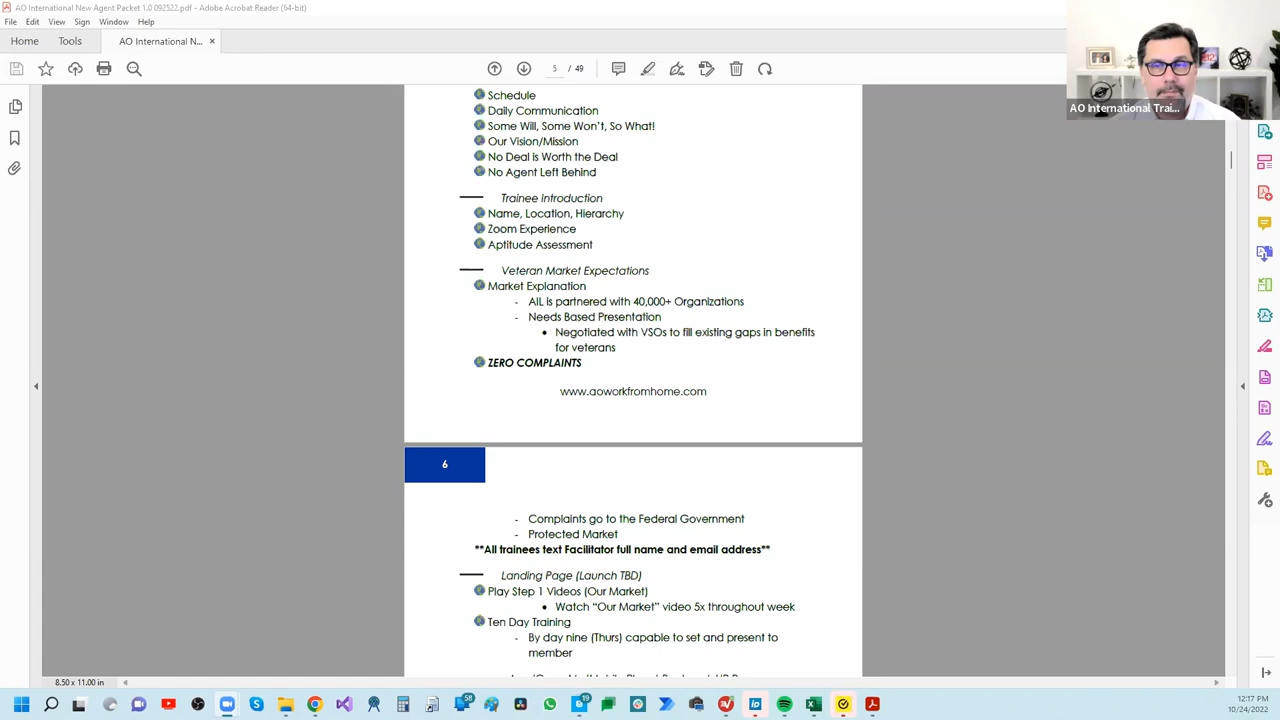 AO International New Agent Packet 1.0 092522.pdf - Adobe Acrobat Reader (64-bit)
File Edit View Sign Window Help
Home Tools AO International N... ×
5 / 49
Schedule
Daily Communication
Some Will, Some Won't, So What!
Our Vision/Mission
No Deal is Worth the Deal
No Agent Left Behind
Trainee Introduction
Name, Location, Hierarchy
Zoom Experience
Aptitude Assessment
Veteran Market Expectations
Market Explanation
- AIL is partnered with 40,000+ Organizations
- Needs Based Presentation
• Negotiated with VSOs to fill existing gaps in benefits
for veterans
ZERO COMPLAINTS
www.aoworkfromhome.com
6
- Complaints go to the Federal Government
- Protected Market
**All trainees text Facilitator full name and email address**
Landing Page (Launch TBD)
Play Step 1 Videos (Our Market)
• Watch "Our Market" video 5x throughout week
Ten Day Training
- By day nine (Thurs) capable to set and present to
member
8.50 x 11.00 in
AO International Trai...
58
19
12:17 PM
10/24/2022